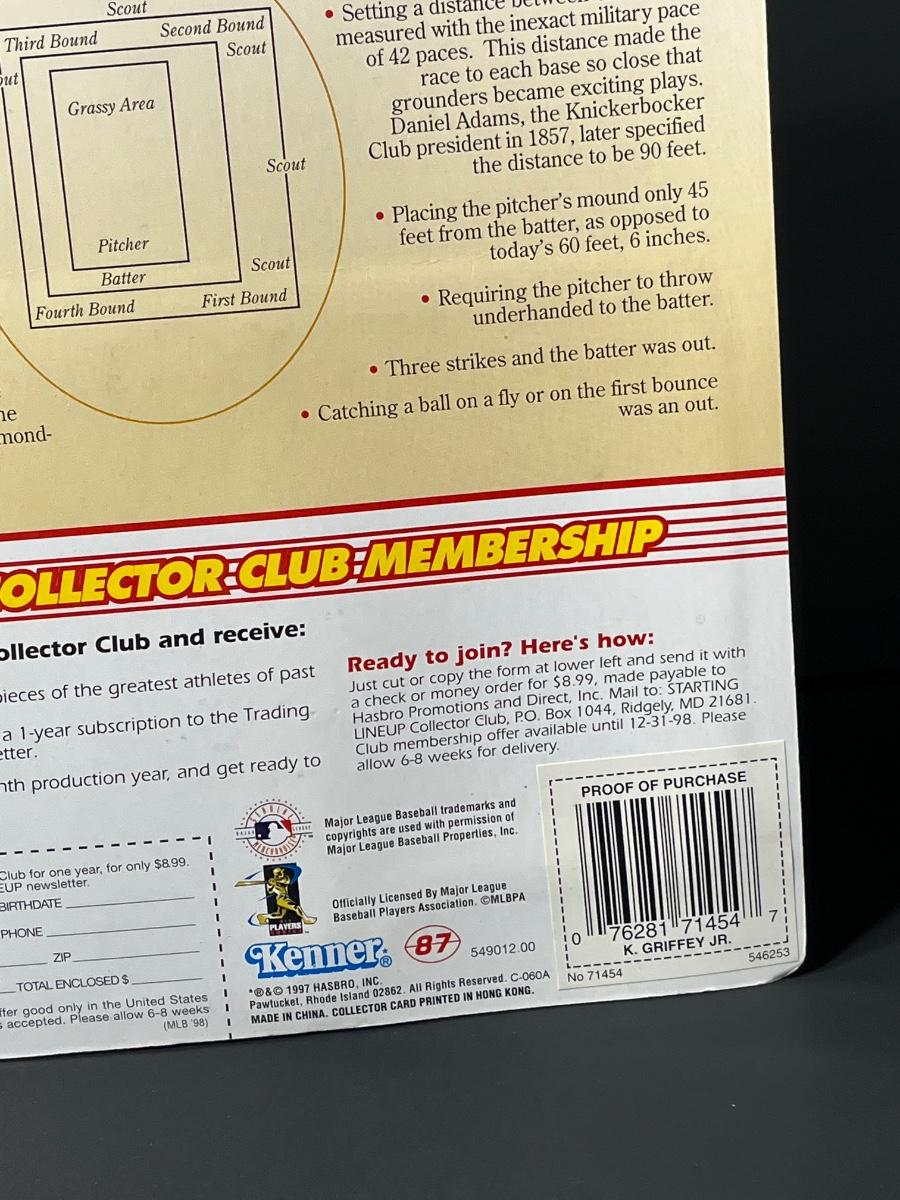 Scout
Third Bound
Second Bound
Scout
Grassy Area
Scout
Pitcher
Scout
Batter
Fourth Bound
First Bound
• Setting a distance
measured with the inexact military pace
of 42 paces. This distance made the
race to each base so close that
grounders became exciting plays.
Daniel Adams, the Knickerbocker
Club president in 1857, later specified
the distance to be 90 feet.
• Placing the pitcher's mound only 45
feet from the batter, as opposed to
today's 60 feet, 6 inches.
• Requiring the pitcher to throw
underhanded to the batter.
• Three strikes and the batter was out.
• Catching a ball on a fly or on the first bounce
was an out.
mond-
COLLECTOR CLUB MEMBERSHIP
ollector Club and receive:
pieces of the greatest athletes of past
a 1-year subscription to the Trading
etter.
nth production year, and get ready to
Ready to join? Here's how:
Just cut or copy the form at lower left and send it with
a check or money order for $8.99, made payable to
Hasbro Promotions and Direct, Inc. Mail to: STARTING
LINEUP Collector Club, P.O. Box 1044, Ridgely, MD 21681.
Club membership offer available until 12-31-98. Please
allow 6-8 weeks for delivery.
Club for one year, for only $8.99.
EUP newsletter.
BIRTHDATE
PHONE
ZIP
TOTAL ENCLOSED $
ffer good only in the United States
s accepted. Please allow 6-8 weeks
(MLB '98)
Major League Baseball trademarks and
copyrights are used with permission of
Major League Baseball Properties, Inc.
PLAYERS
Officially Licensed By Major League
Baseball Players Association. ©MLBPA
Kenner®
87
549012.00
*®&© 1997 HASBRO, INC.
Pawtucket, Rhode Island 02862. All Rights Reserved. C-060A
MADE IN CHINA. COLLECTOR CARD PRINTED IN HONG KONG.
PROOF OF PURCHASE
0 76281 71454 7
K. GRIFFEY JR.
No 71454
546253